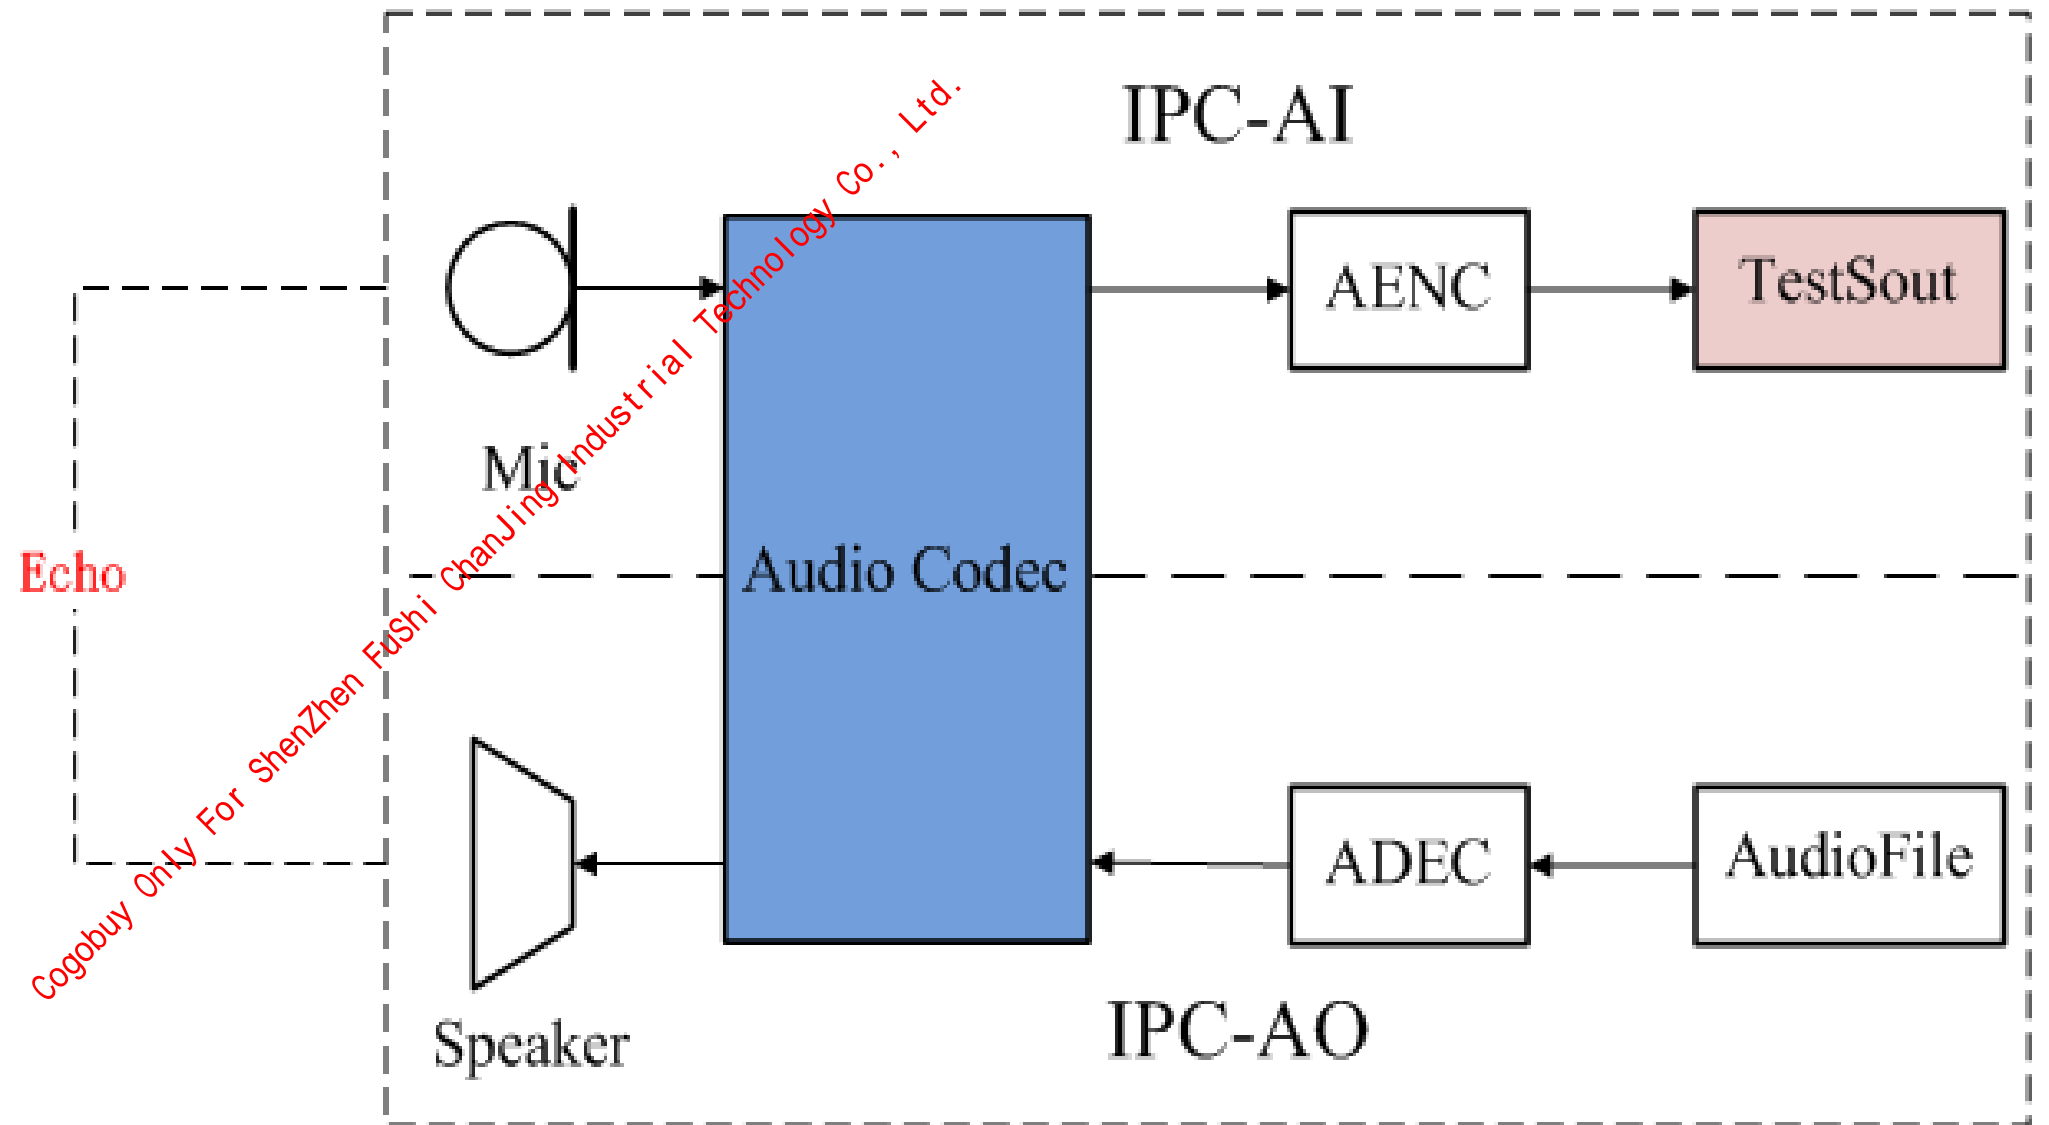 IPC-AI
AENC
TestSout
Mic
Echo
Audio Codec
ADEC
AudioFile
IPC-AO
Speaker
Cogobuy Only For ShenZhen FuShi ChanJing Industrial Technology Co., Ltd.